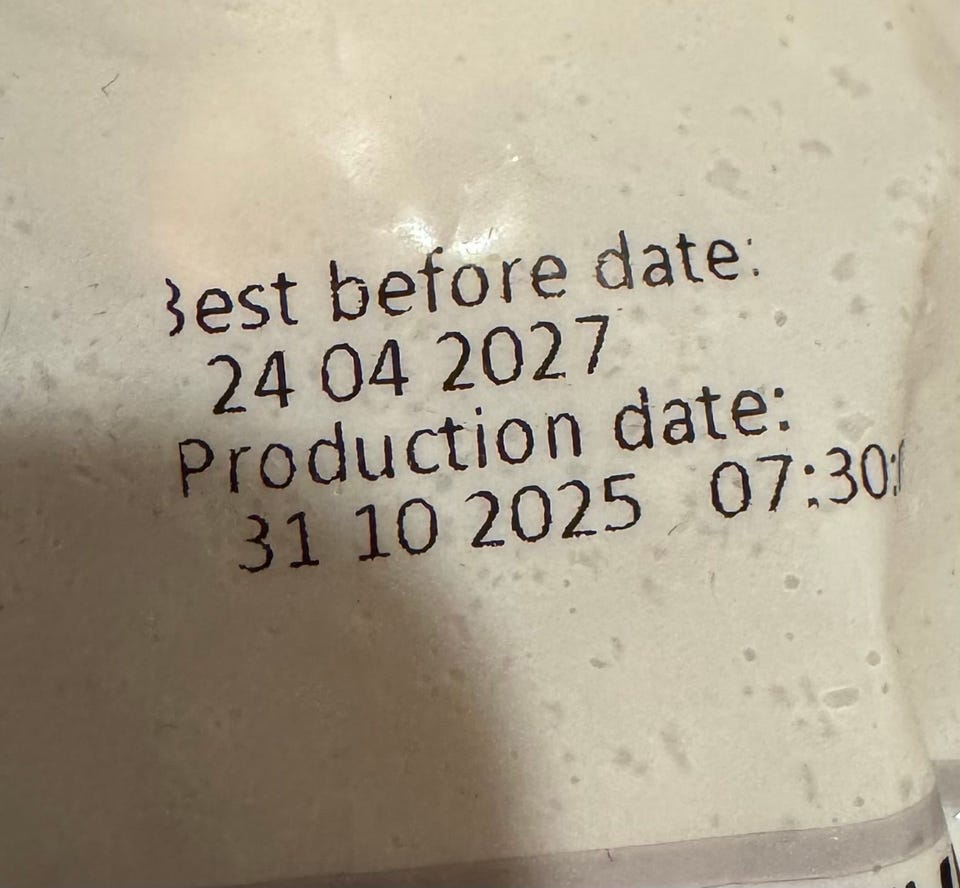 Best before date:
24 04 2027
Production date:
31 10 2025 07:30: